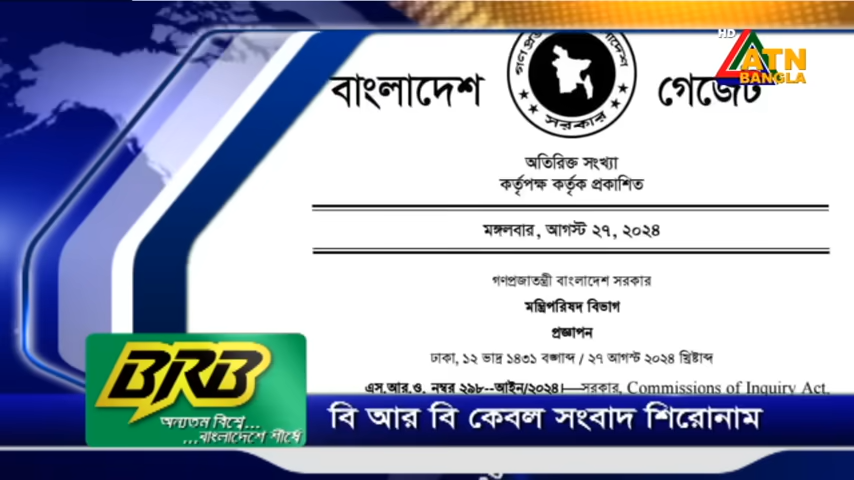 HD
ATN
BANGLA
বাংলাদেশ
গেজেট
সরকার
অতিরিক্ত সংখ্যা
কর্তৃপক্ষ কর্তৃক প্রকাশিত
মঙ্গলবার, আগস্ট ২৭, ২০২৪
গণপ্রজাতন্ত্রী বাংলাদেশ সরকার
মন্ত্রিপরিষদ বিভাগ
প্রজ্ঞাপন
ঢাকা, ১২ ভাদ্র ১৪৩১ বঙ্গাব্দ / ২৭ আগস্ট ২০২৪ খ্রিষ্টাব্দ
এস.আর.ও. নম্বর ২৯৮--আইন/২০২৪।—সরকার, Commissions of Inquiry Act,
BRB
অন্যতম বিশ্বে...
...বাংলাদেশে শীর্ষে
বি আর বি কেবল সংবাদ শিরোনাম